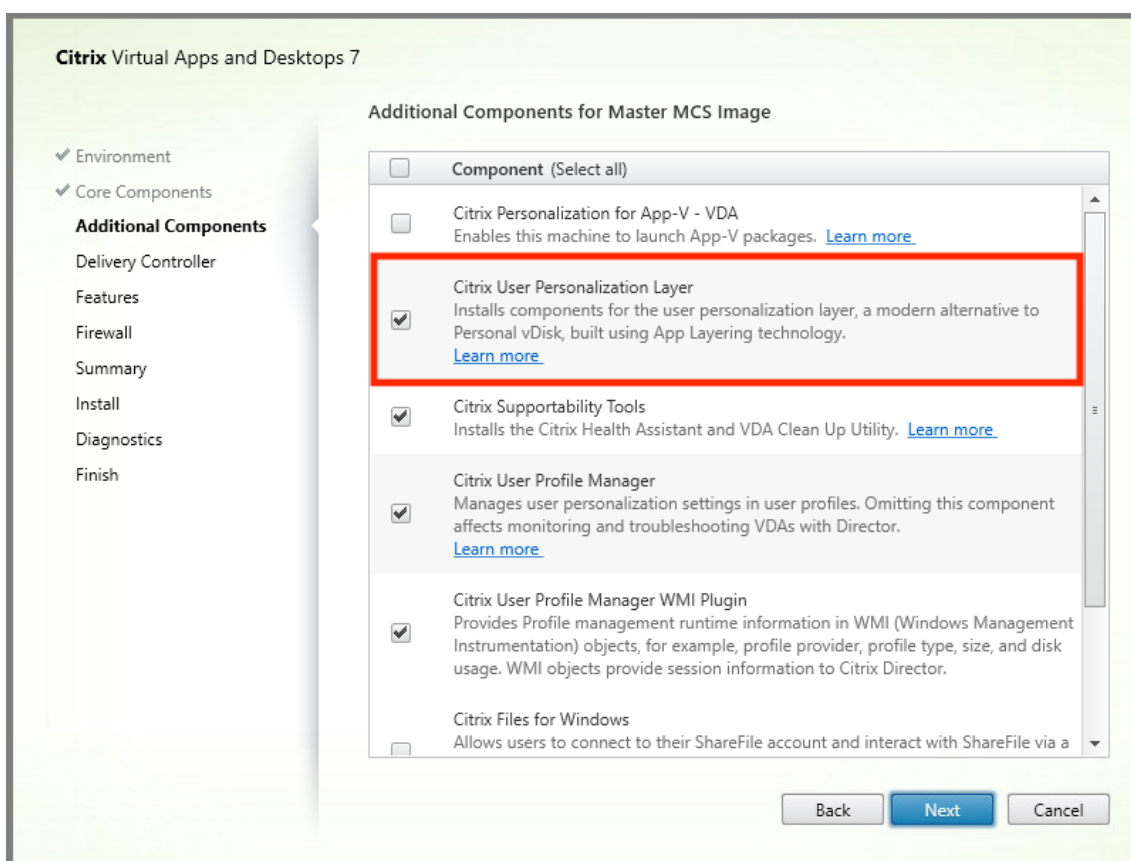 Citrix Virtual Apps and Desktops 7
Additional Components for Master MCS Image
Environment
Core Components
Additional Components
Delivery Controller
Features
Firewall
Summary
Install
Diagnostics
Finish
Component (Select all)
Citrix Personalization for App-V - VDA
Enables this machine to launch App-V packages. Learn more
Citrix User Personalization Layer
Installs components for the user personalization layer, a modern alternative to
Personal vDisk, built using App Layering technology.
Learn more
Citrix Supportability Tools
Installs the Citrix Health Assistant and VDA Clean Up Utility. Learn more
Citrix User Profile Manager
Manages user personalization settings in user profiles. Omitting this component
affects monitoring and troubleshooting VDAs with Director.
Learn more
Citrix User Profile Manager WMI Plugin
Provides Profile management runtime information in WMI (Windows Management
Instrumentation) objects, for example, profile provider, profile type, size, and disk
usage. WMI objects provide session information to Citrix Director.
Citrix Files for Windows
Allows users to connect to their ShareFile account and interact with ShareFile via a
Back
Next
Cancel